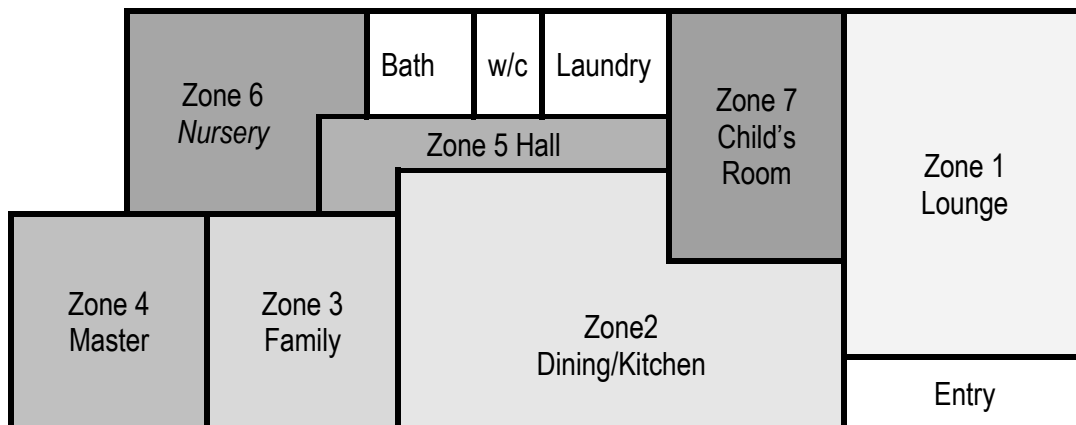 Zone 6
Nursery
Bath
w/c
Laundry
Zone 7
Child’s
Room
Zone 5 Hall
Zone 1
Lounge
Zone 4
Master
Zone 3
Family
Zone2
Dining/Kitchen
Entry